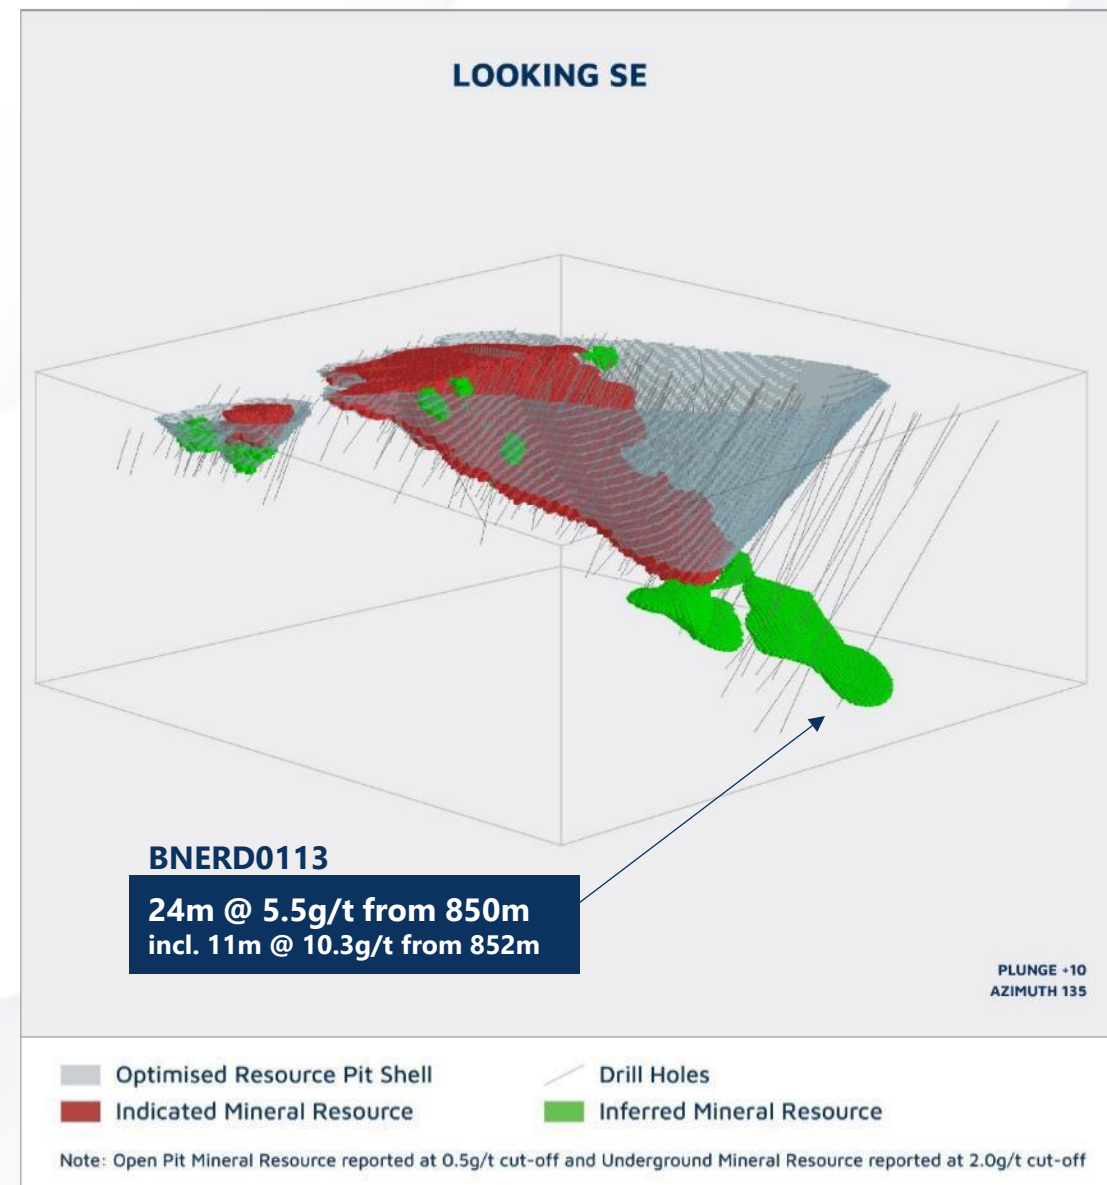 LOOKING SE
BNERD0113
24m @ 5.5g/t from 850m
incl. 11m @ 10.3g/t from 852m
PLUNGE +10
AZIMUTH 135
Optimised Resource Pit Shell
Drill Holes
Indicated Mineral Resource
Inferred Mineral Resource
Note: Open Pit Mineral Resource reported at 0.5g/t cut-off and Underground Mineral Resource reported at 2.0g/t cut-off